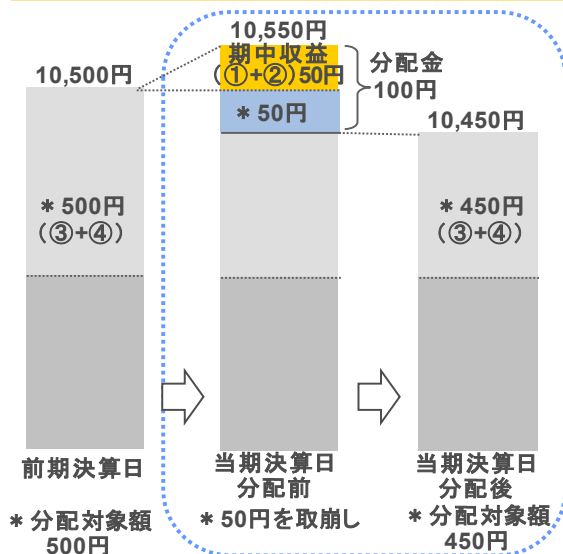 10,550円
期中収益
(①+②)50円
分配金
100円
10,500円
＊50円
10,450円
＊500円
(③+④)
＊450円
(③+④)
前期決算日
当期決算日
分配前
当期決算日
分配後
＊分配対象額
500円
＊50円を取崩し
＊分配対象額
450円